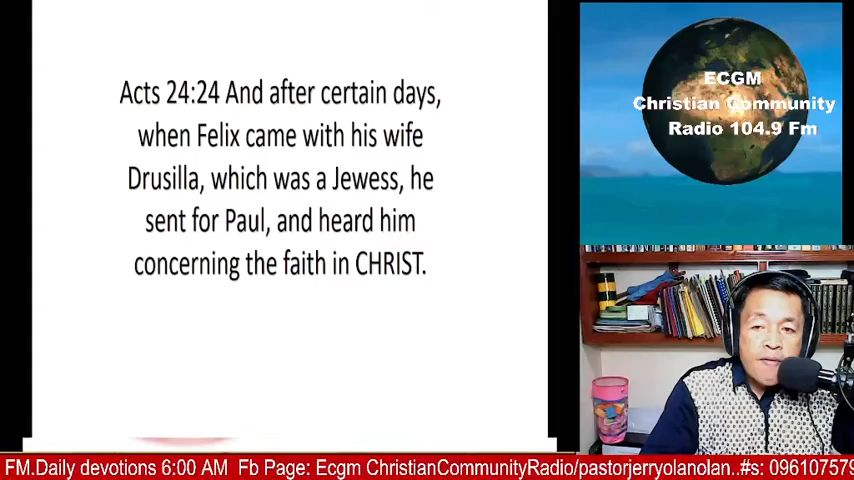 Acts 24:24 And after certain days,
when Felix came with his wife
Drusilla, which was a Jewess, he
sent for Paul, and heard him
concerning the faith in CHRIST.
ECGM
Christian Community
Radio 104.9 Fm
FM.Daily devotions 6:00 AM Fb Page: Ecgm ChristianCommunityRadio/pastorjerryolanolan..#s: 096107579